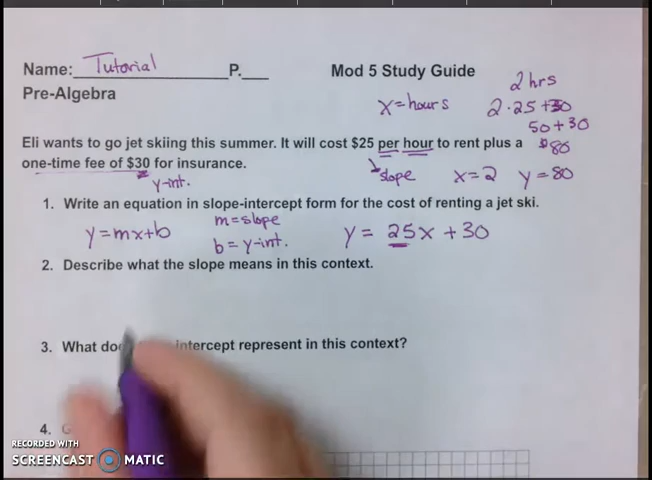 Name: Tutorial P.
Mod 5 Study Guide
2 hrs
Pre-Algebra
x=hours
2·25+30
50+30
Eli wants to go jet skiing this summer. It will cost $25 per hour to rent plus a
$80
one-time fee of $30 for insurance.
y-int.
slope
x=2 y=80
1. Write an equation in slope-intercept form for the cost of renting a jet ski.
y=mx+b
m=slope
b=y-int.
y = 25x +30
2. Describe what the slope means in this context.
3. What intercept represent in this context?
4.
RECORDED WITH
SCREENCAST MATIC